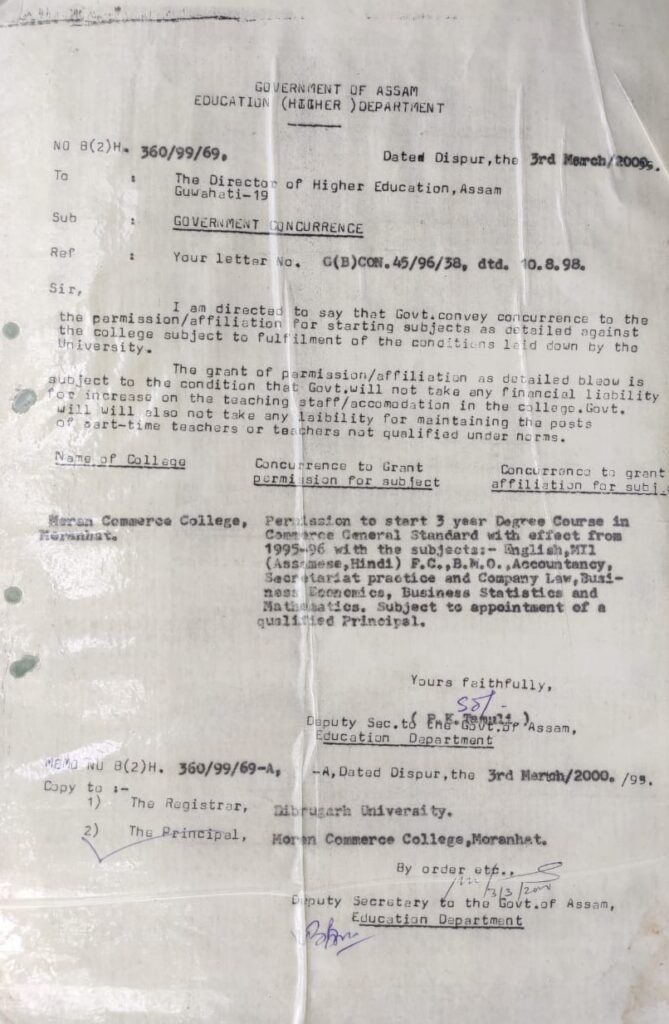 GOVERNMENT OF ASSAM
EDUCATION (HIGHER )DEPARTMENT
NO B(2)H. 360/99/69,
Dated Dispur,the 3rd March/2000.
To : The Director of Higher Education,Assam
Guwahati-19
Sub : GOVERNMENT CONCURRENCE
Ref : Your letter No. G(B)CON.45/96/38, dtd. 10.8.98.
Sir,
I am directed to say that Govt.convey concurrence to the
the permission/affiliation for starting subjects as detailed against
the college subject to fulfilment of the conditions laid down by the
University.
The grant of permission/affiliation as detailed bleow is
subject to the condition that Govt.will not take any financial liability
for increase on the teaching staff/accomodation in the college.Govt.
will will also not take any laibility for maintaining the posts
of part-time teachers or teachers not qualified under norms.
Name of College Concurrence to Grant Concurrence to grant
permission for subject affiliation for subj.
Moran Commerce College, Permission to start 3 year Degree Course in
Moranhat. Commerce General Standard with effect from
1995-96 with the subjects:- English,MIl
(Assamese,Hindi) F.C.,B.M.O.,Accountancy,
Secretariat practice and Company Law,Busi-
ness Economics, Business Statistics and
Mathematics. Subject to appointment of a
qualified Principal.
Yours faithfully,
Sd/-
( P.K. Tamuli )
Deputy Sec.to the Govt.of Assam,
Education Department
MEMO NO B(2)H. 360/99/69-A, -A,Dated Dispur,the 3rd March/2000. /99.
Copy to :-
1) The Registrar, Dibrugarh University.
2) The Principal, Moran Commerce College,Moranhat.
By order etc.,
3/3/2000
Deputy Secretary to the Govt.of Assam,
Education Department